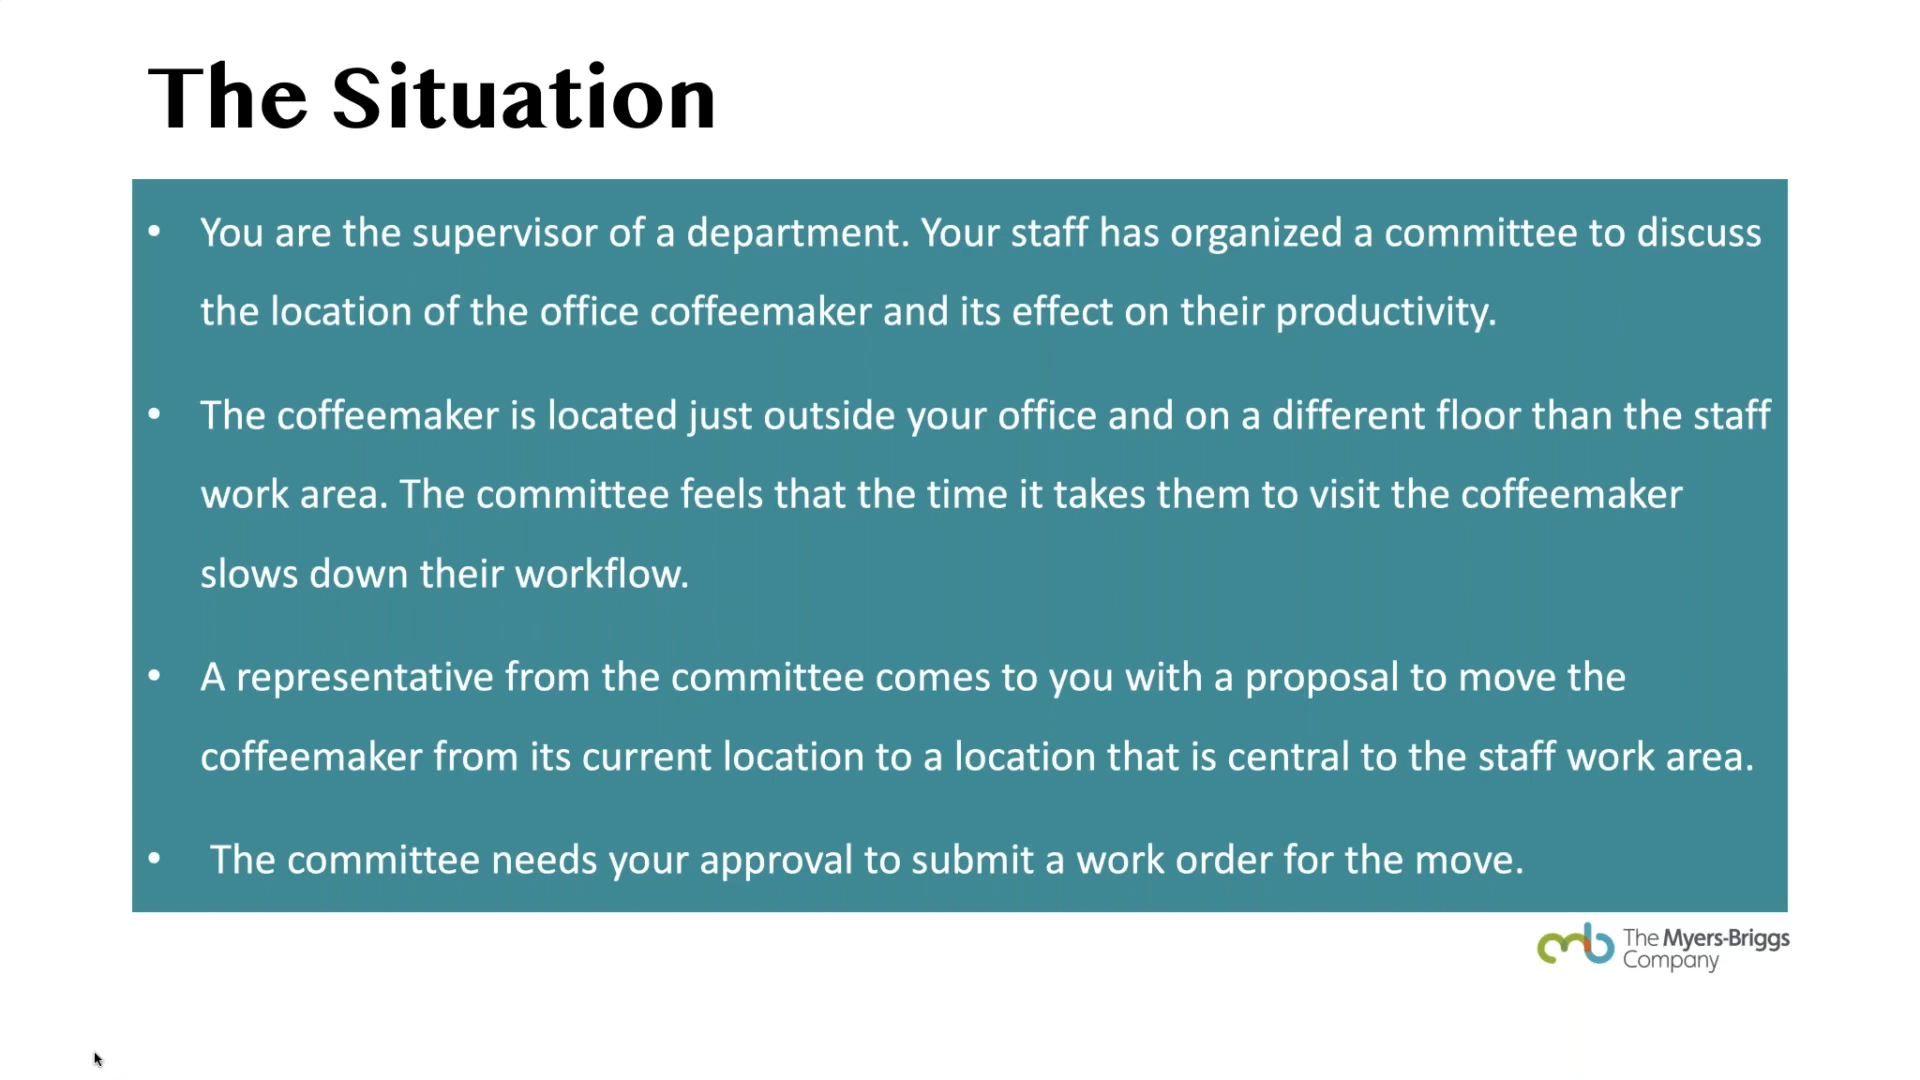 The Situation
• You are the supervisor of a department. Your staff has organized a committee to discuss
the location of the office coffeemaker and its effect on their productivity.
• The coffeemaker is located just outside your office and on a different floor than the staff
work area. The committee feels that the time it takes them to visit the coffeemaker
slows down their workflow.
• A representative from the committee comes to you with a proposal to move the
coffeemaker from its current location to a location that is central to the staff work area.
• The committee needs your approval to submit a work order for the move.
mb The Myers-Briggs
Company